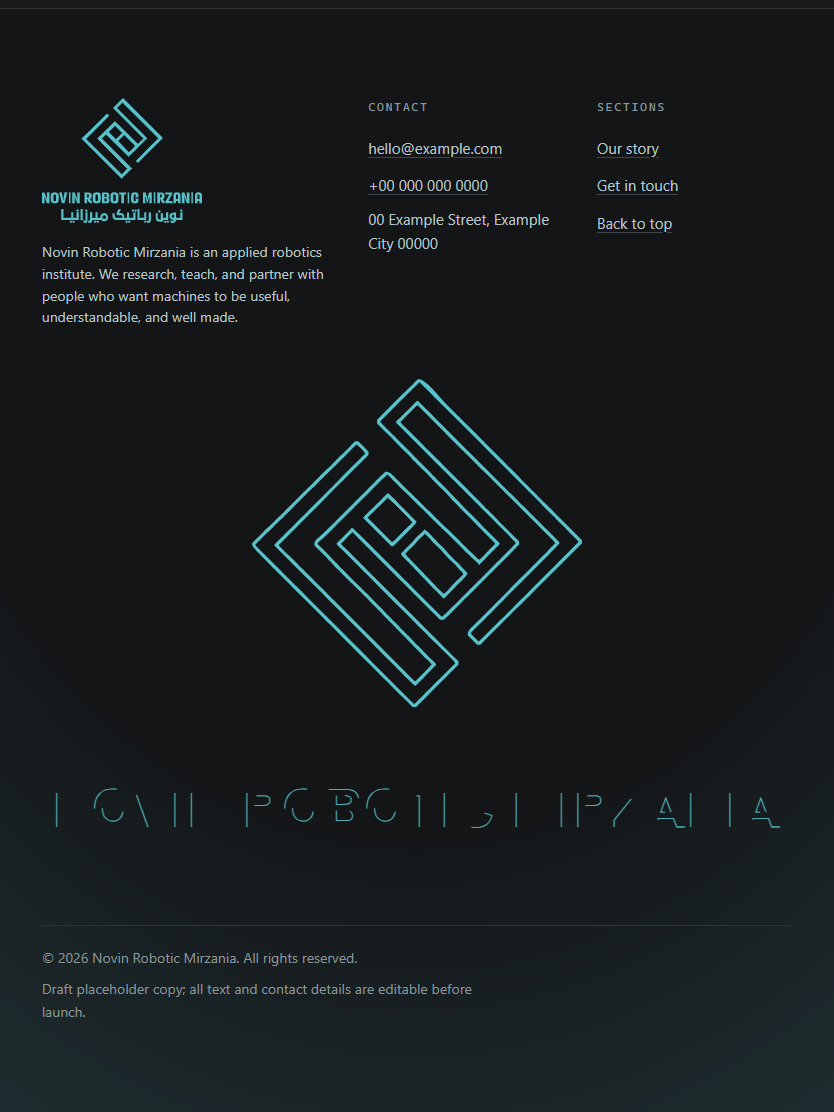 NOVIN ROBOTIC MIRZANIA
نوین رباتیک میرزانیا
Novin Robotic Mirzania is an applied robotics
institute. We research, teach, and partner with
people who want machines to be useful,
understandable, and well made.
CONTACT
hello@example.com
+00 000 000 0000
00 Example Street, Example
City 00000
SECTIONS
Our story
Get in touch
Back to top
© 2026 Novin Robotic Mirzania. All rights reserved.
Draft placeholder copy; all text and contact details are editable before
launch.